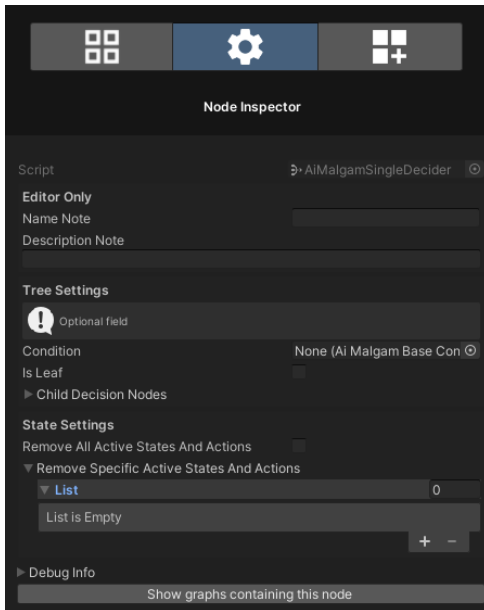 Node Inspector
Script AiMalgamSingleDecider
Editor Only
Name Note
Description Note
Tree Settings
Optional field
Condition None (Ai Malgam Base Con
Is Leaf
Child Decision Nodes
State Settings
Remove All Active States And Actions
Remove Specific Active States And Actions
List 0
List is Empty
+ −
Debug Info
Show graphs containing this node